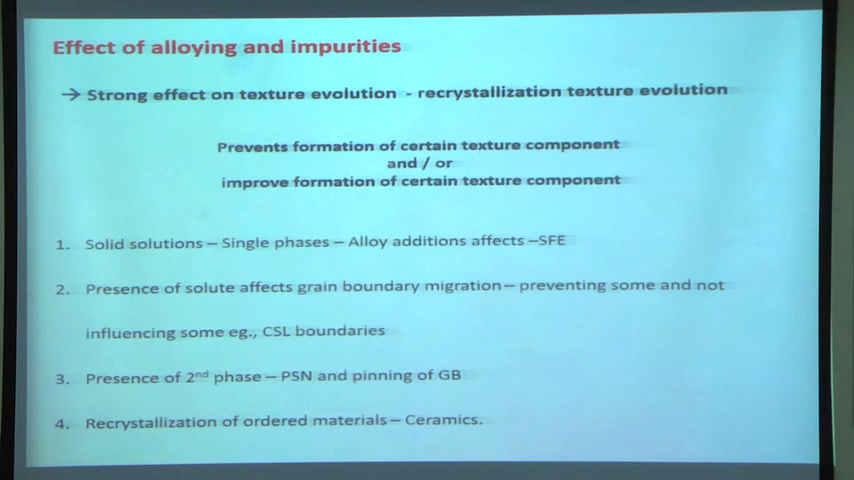 Effect of alloying and impurities
→ Strong effect on texture evolution - recrystallization texture evolution
Prevents formation of certain texture component
and / or
improve formation of certain texture component
1. Solid solutions – Single phases – Alloy additions affects –SFE
2. Presence of solute affects grain boundary migration – preventing some and not
influencing some eg., CSL boundaries
3. Presence of 2nd phase – PSN and pinning of GB
4. Recrystallization of ordered materials – Ceramics.